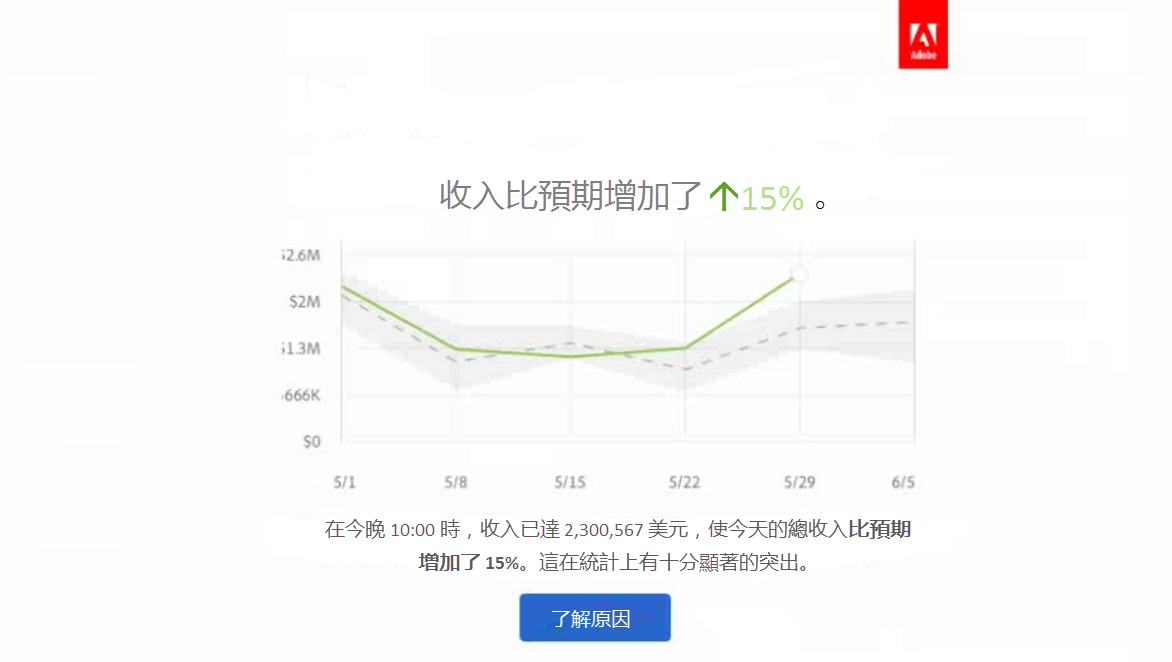 Adobe
收入比預期增加了↑15% 。
$2.6M
$2M
$1.3M
$666K
$0
5/1 5/8 5/15 5/22 5/29 6/5
在今晚 10:00 時，收入已達 2,300,567 美元，使今天的總收入比預期
增加了 15%。這在統計上有十分顯著的突出。
了解原因